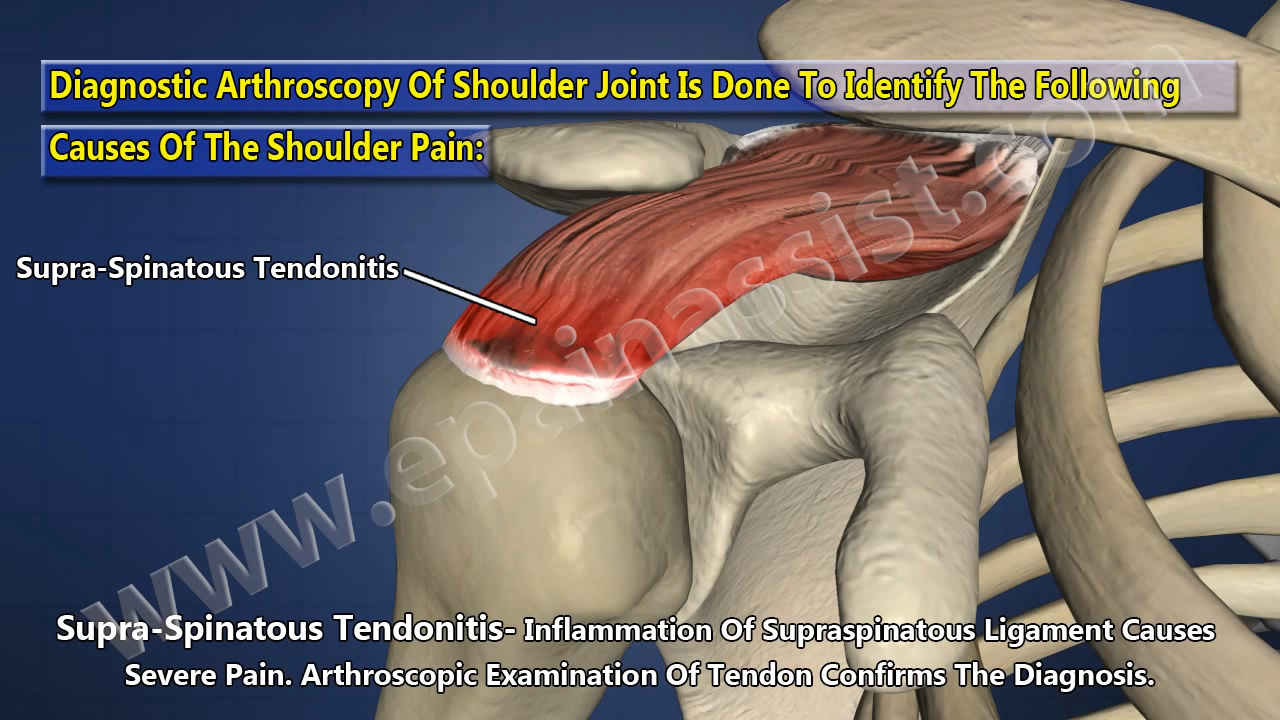 Diagnostic Arthroscopy Of Shoulder Joint Is Done To Identify The Following
Causes Of The Shoulder Pain:
Supra-Spinatous Tendonitis
www.epainassist.com
Supra-Spinatous Tendonitis- Inflammation Of Supraspinatous Ligament Causes
Severe Pain. Arthroscopic Examination Of Tendon Confirms The Diagnosis.